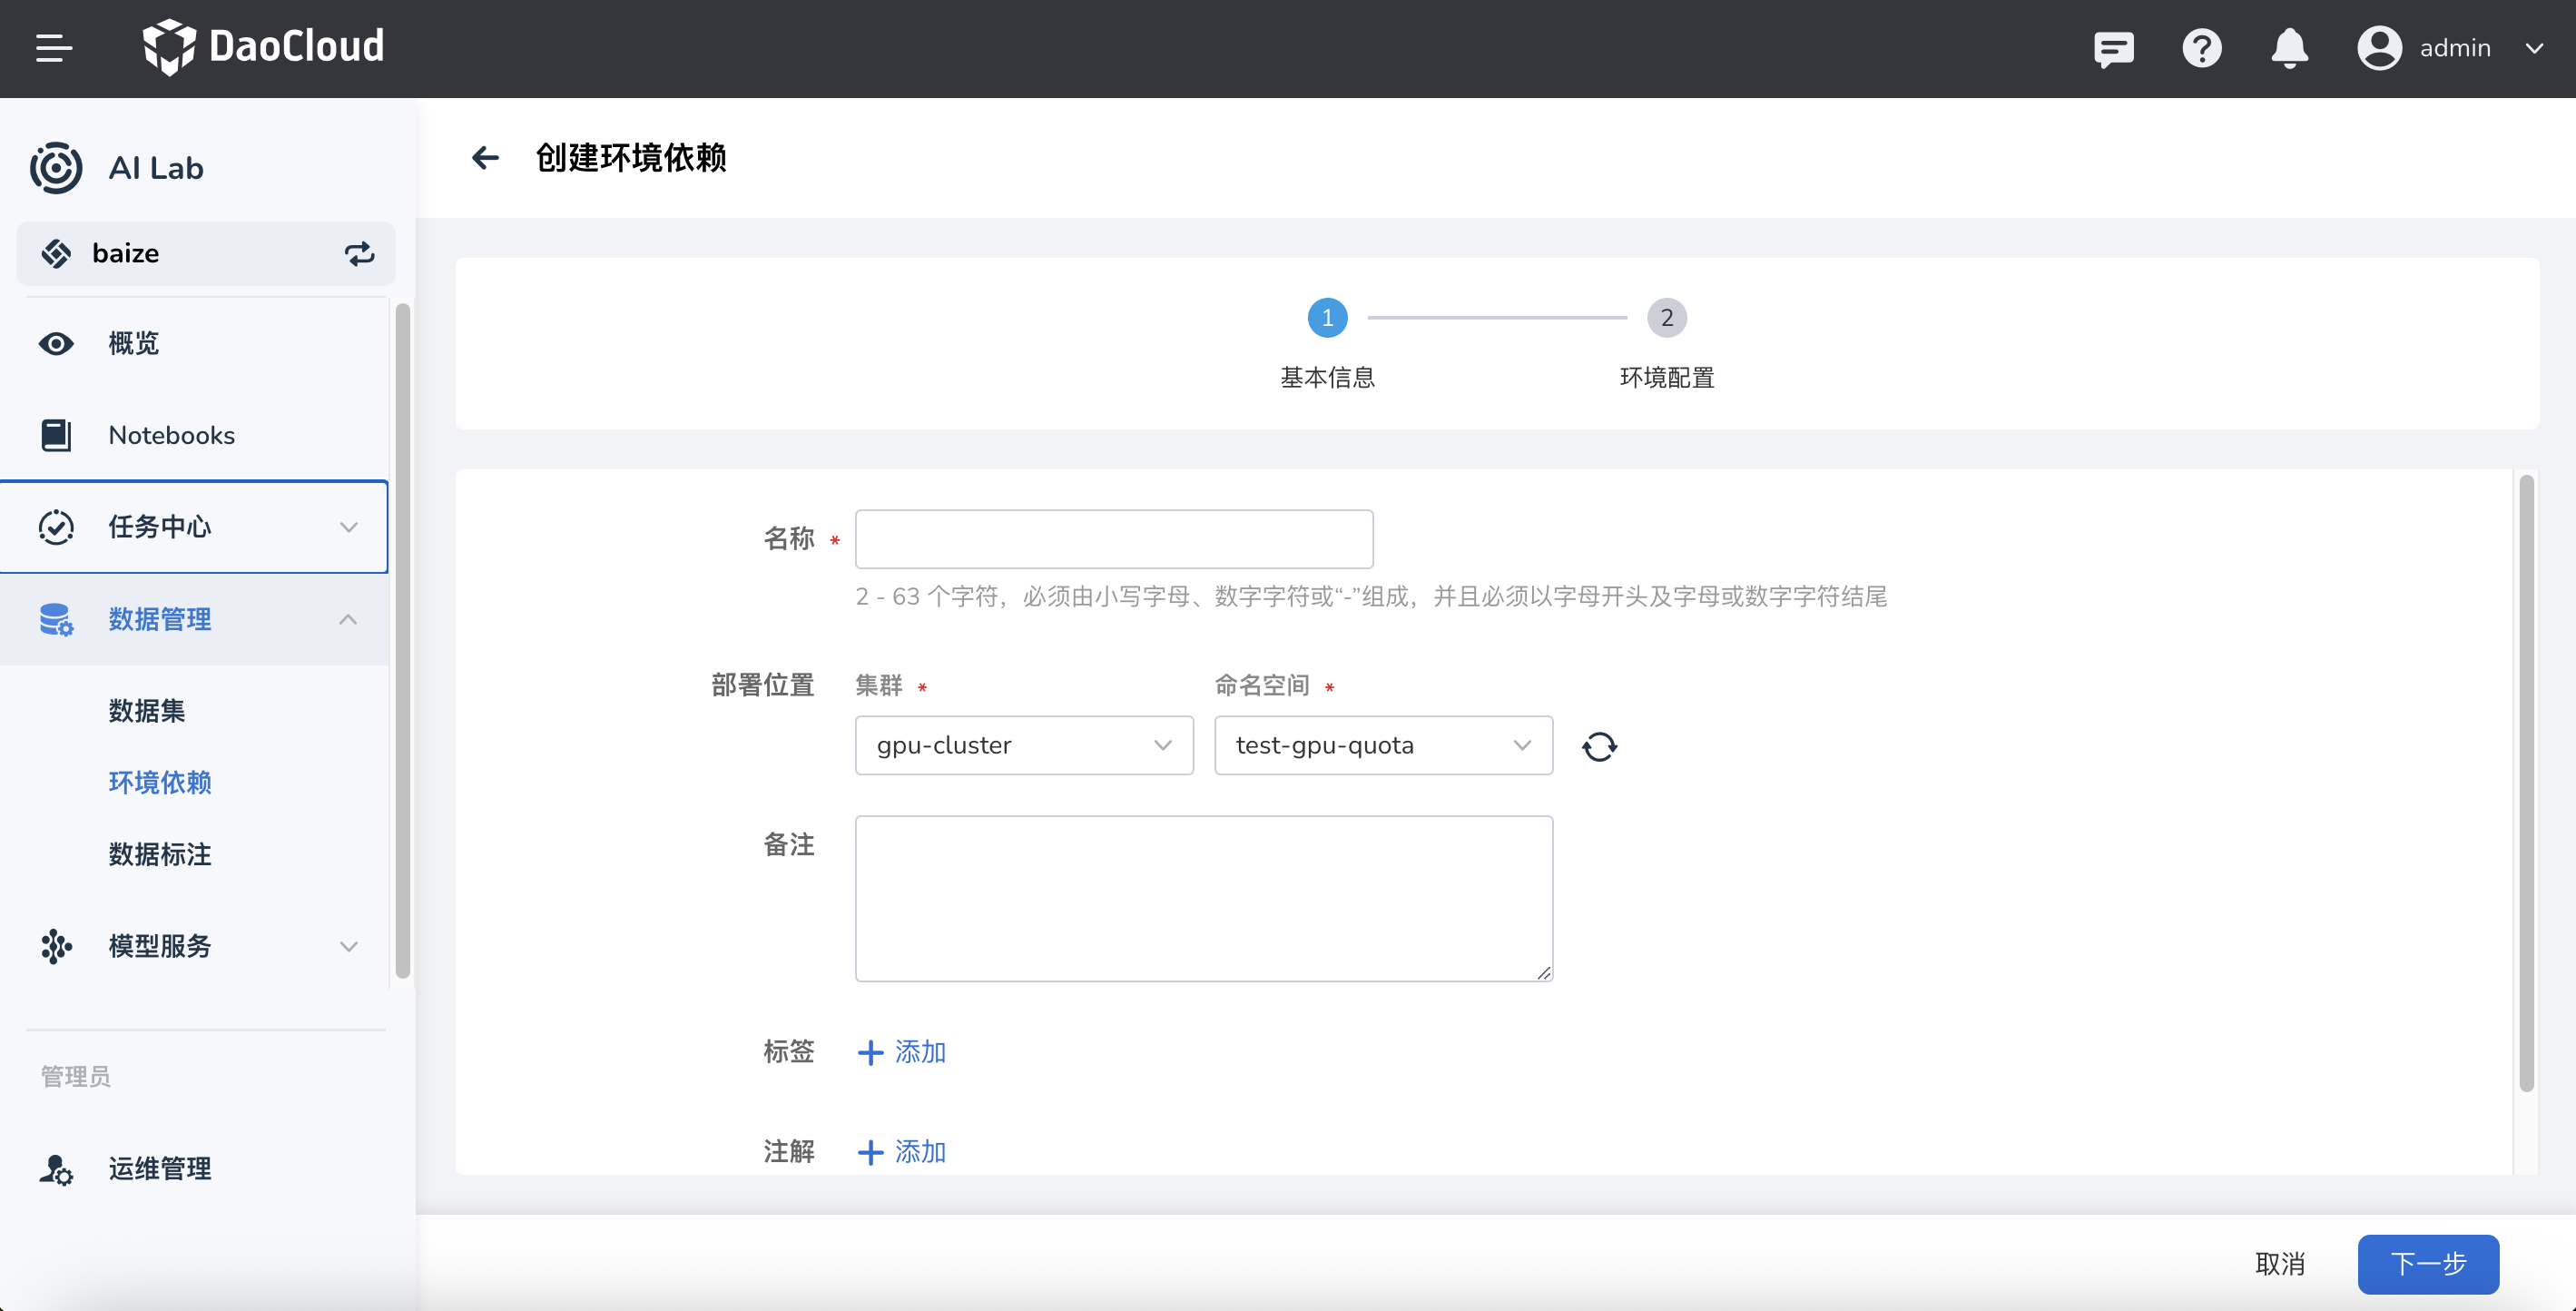 DaoCloud
admin
AI Lab
baize
概览
Notebooks
任务中心
数据管理
数据集
环境依赖
数据标注
模型服务
管理员
运维管理
创建环境依赖
1
2
基本信息
环境配置
名称 *
2 - 63 个字符，必须由小写字母、数字字符或“-”组成，并且必须以字母开头及字母或数字字符结尾
部署位置 集群 * 命名空间 *
gpu-cluster test-gpu-quota
备注
标签 添加
注解 添加
取消 下一步